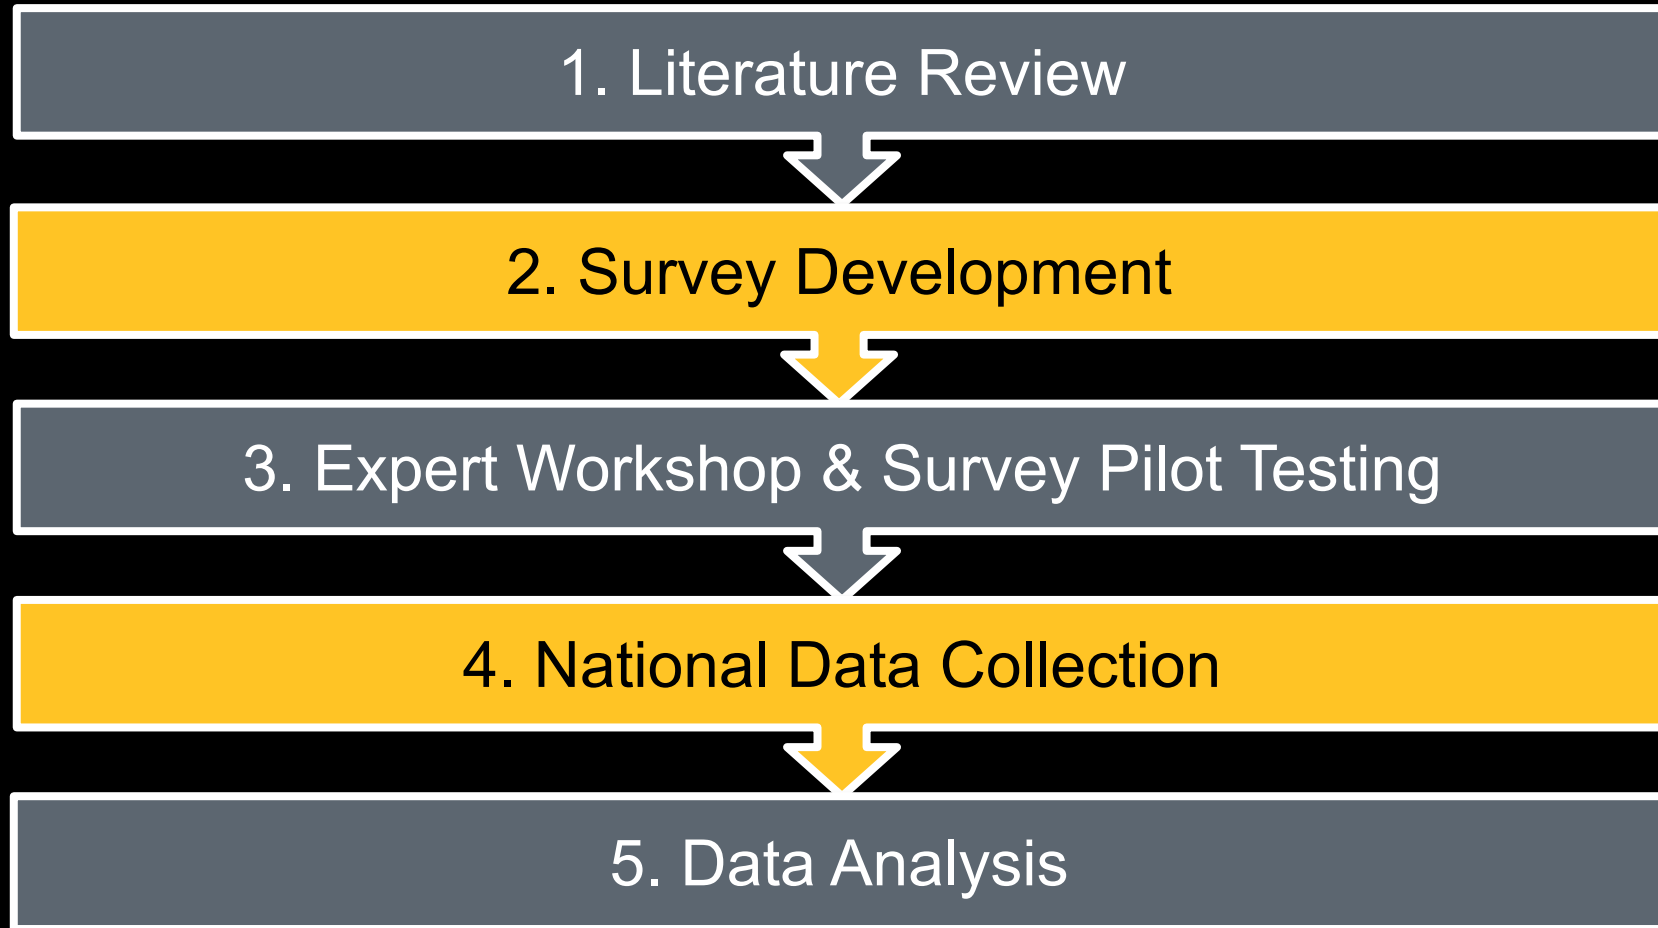 1. Literature Review
2. Survey Development
3. Expert Workshop & Survey Pilot Testing
4. National Data Collection
5. Data Analysis